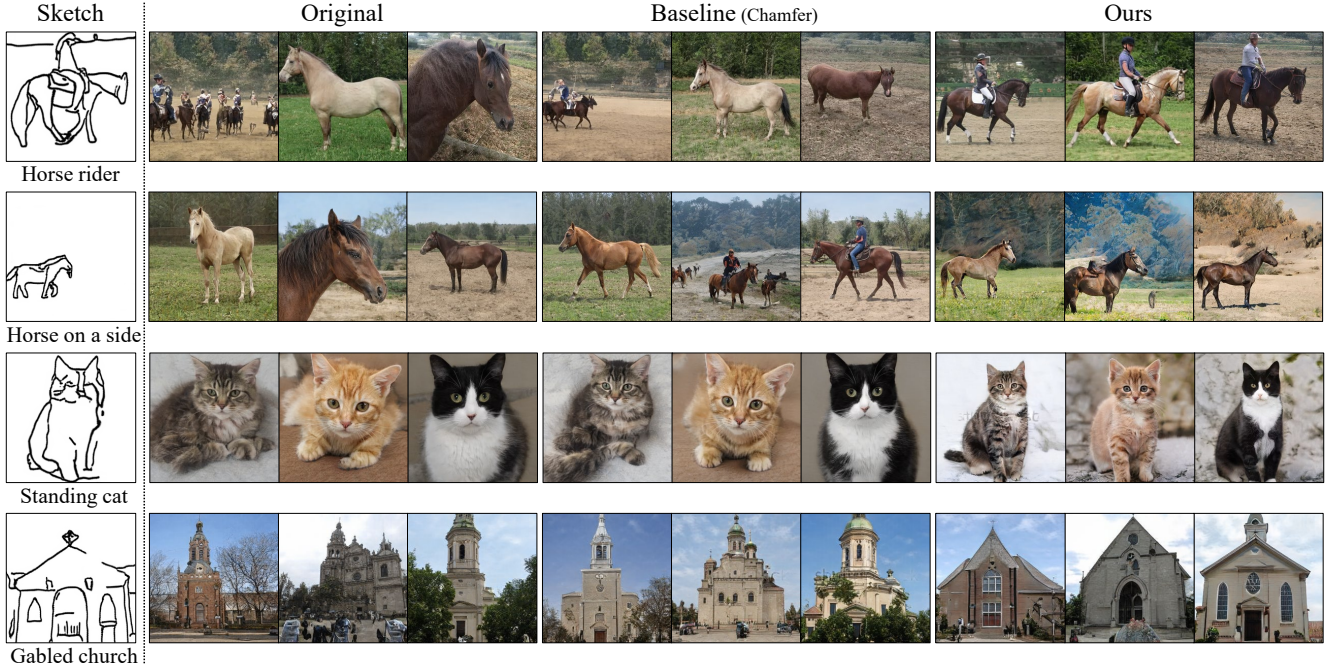 Sketch
Original
Baseline (Chamfer)
Ours
Horse rider
Horse on a side
Standing cat
Gabled church